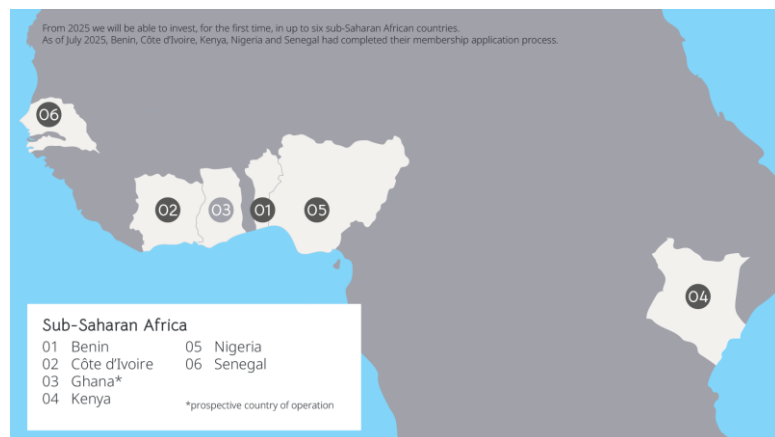 From 2025 we will be able to invest, for the first time, in up to six sub-Saharan African countries.
As of July 2025, Benin, Côte d'Ivoire, Kenya, Nigeria and Senegal had completed their membership application process.
06
02
03
01
05
04
Sub-Saharan Africa
01 Benin
02 Côte d'Ivoire
03 Ghana*
04 Kenya
05 Nigeria
06 Senegal
*prospective country of operation